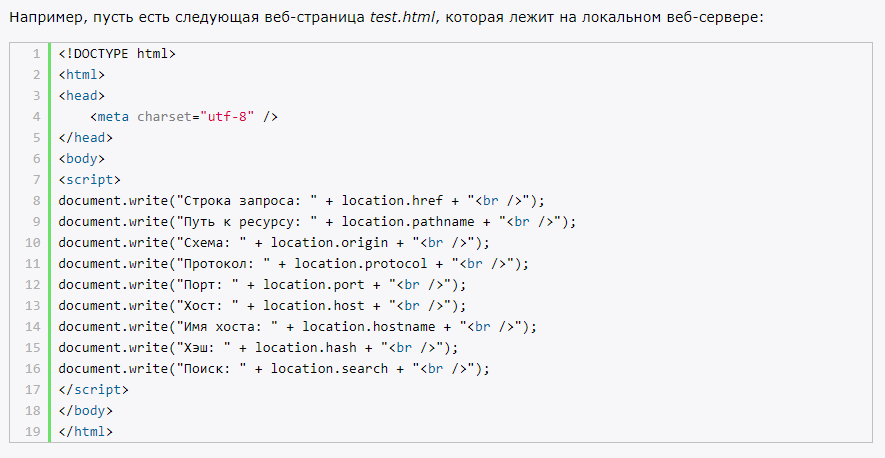 Например, пусть есть следующая веб-страница test.html, которая лежит на локальном веб-сервере:
1 <!DOCTYPE html>
2 <html>
3 <head>
4     <meta charset="utf-8" />
5 </head>
6 <body>
7 <script>
8 document.write("Строка запроса: " + location.href + "<br />");
9 document.write("Путь к ресурсу: " + location.pathname + "<br />");
10 document.write("Схема: " + location.origin + "<br />");
11 document.write("Протокол: " + location.protocol + "<br />");
12 document.write("Порт: " + location.port + "<br />");
13 document.write("Хост: " + location.host + "<br />");
14 document.write("Имя хоста: " + location.hostname + "<br />");
15 document.write("Хэш: " + location.hash + "<br />");
16 document.write("Поиск: " + location.search + "<br />");
17 </script>
18 </body>
19 </html>